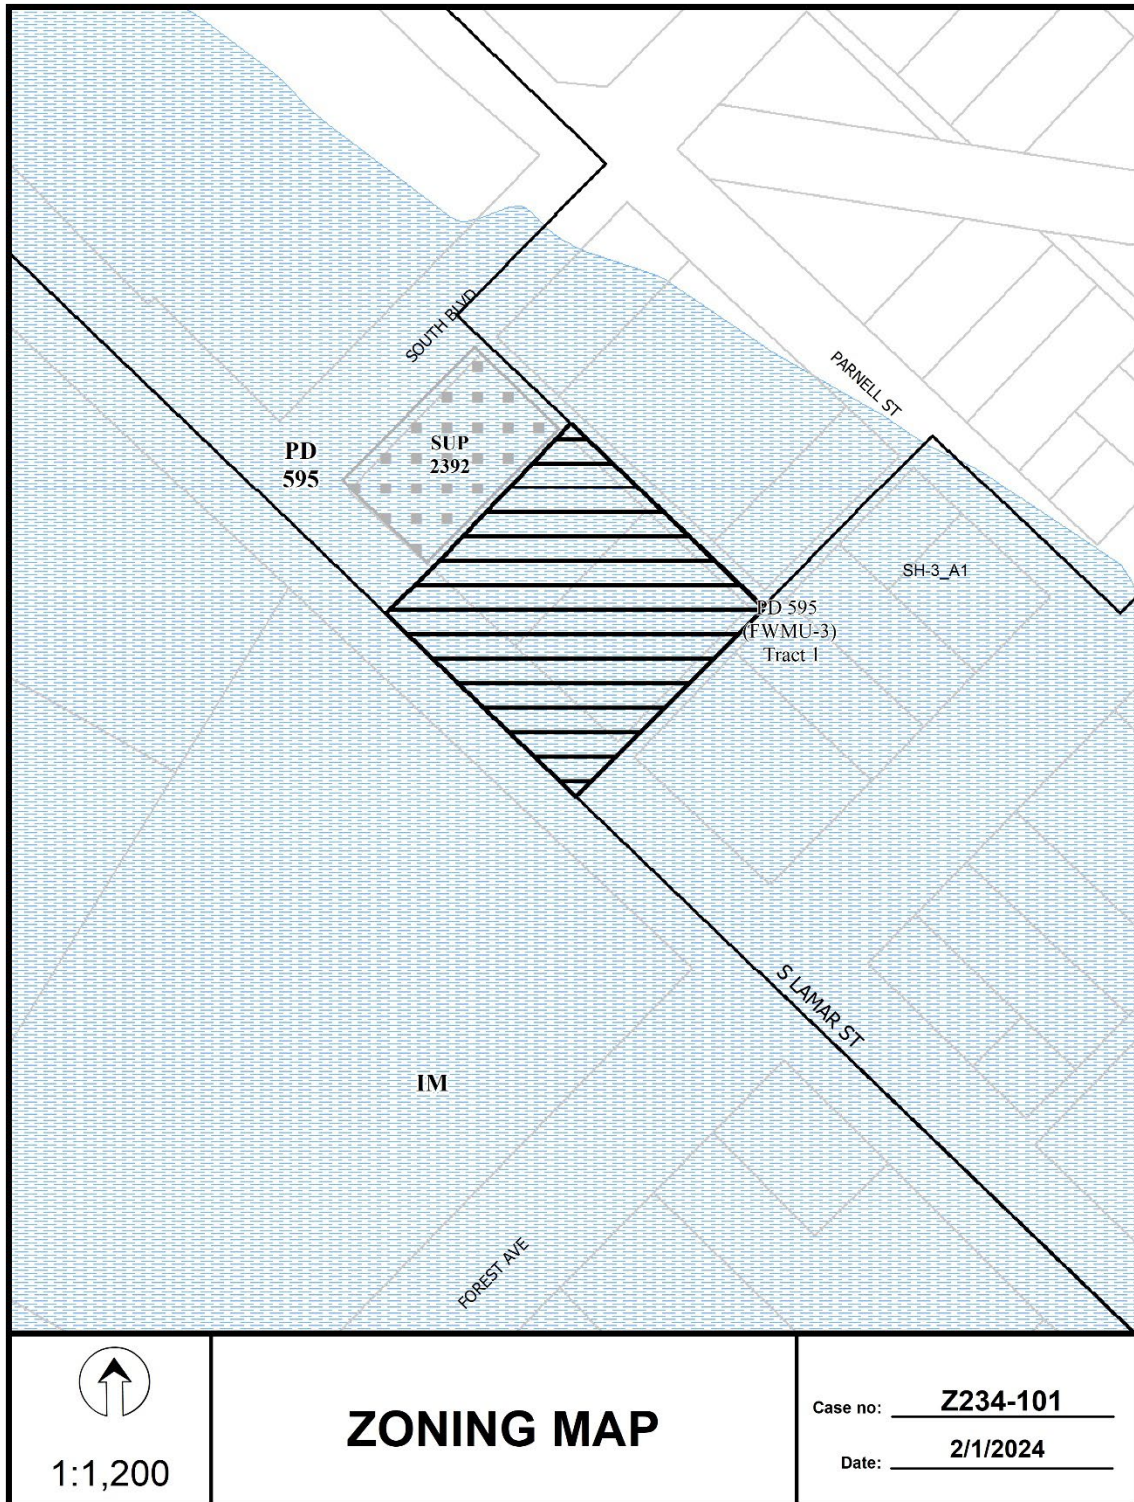 SOUTH BLVD
PARNELL ST
PD
595
SUP
2392
SH-3_A1
PD 595
(FWMU-3)
Tract 1
S LAMAR ST
IM
FOREST AVE
1:1,200
ZONING MAP
Case no: Z234-101
Date: 2/1/2024